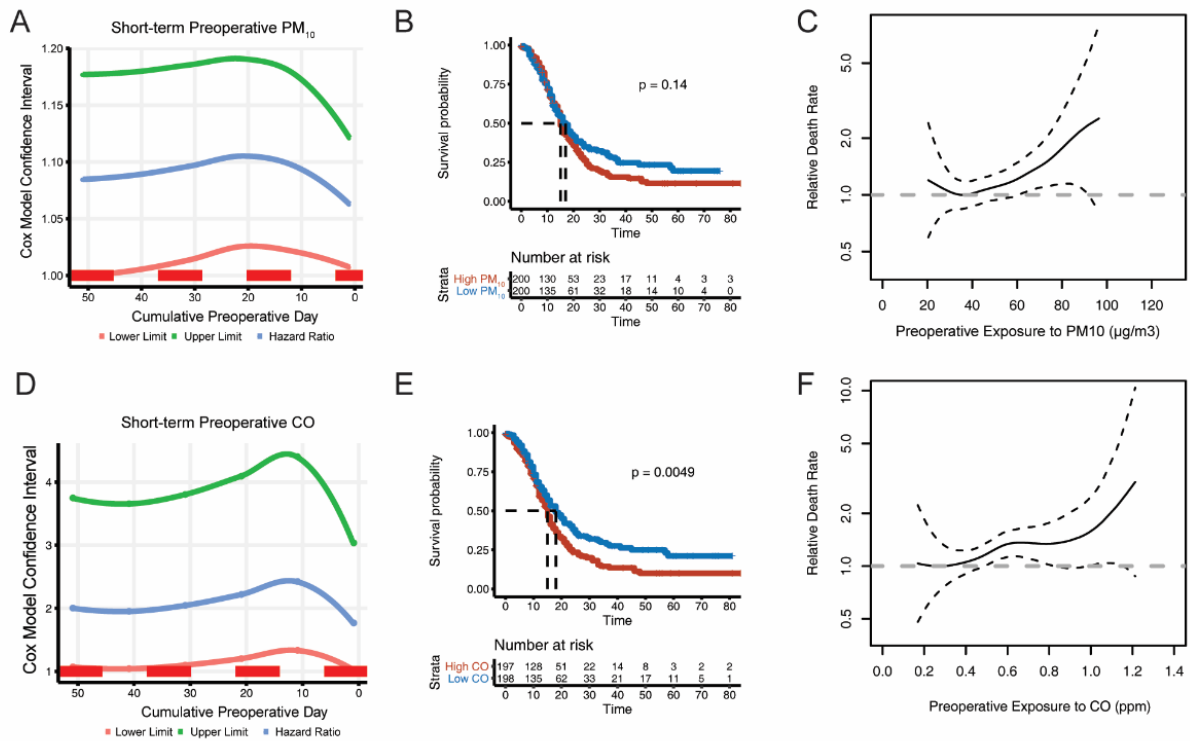 A
Short-term Preoperative PM10
Cox Model Confidence Interval
1.20
1.15
1.10
1.05
1.00
50 40 30 20 10 0
Cumulative Preoperative Day
Lower Limit Upper Limit Hazard Ratio
B
Survival probability
1.00
0.75
0.50
0.25
0.00
p = 0.14
0 10 20 30 40 50 60 70 80
Time
Number at risk
Strata
High PM10 200 130 53 23 17 11 4 3 3
Low PM10 200 135 61 32 18 14 10 4 0
0 10 20 30 40 50 60 70 80
Time
C
Relative Death Rate
5.0
2.0
1.0
0.5
0 20 40 60 80 100 120
Preoperative Exposure to PM10 (µg/m3)
D
Short-term Preoperative CO
Cox Model Confidence Interval
4
3
2
1
50 40 30 20 10 0
Cumulative Preoperative Day
Lower Limit Upper Limit Hazard Ratio
E
Survival probability
1.00
0.75
0.50
0.25
0.00
p = 0.0049
0 10 20 30 40 50 60 70 80
Time
Number at risk
Strata
High CO 197 128 51 22 14 8 3 2 2
Low CO 198 135 62 33 21 17 11 5 1
0 10 20 30 40 50 60 70 80
Time
F
Relative Death Rate
10.0
5.0
2.0
1.0
0.5
0.0 0.2 0.4 0.6 0.8 1.0 1.2 1.4
Preoperative Exposure to CO (ppm)